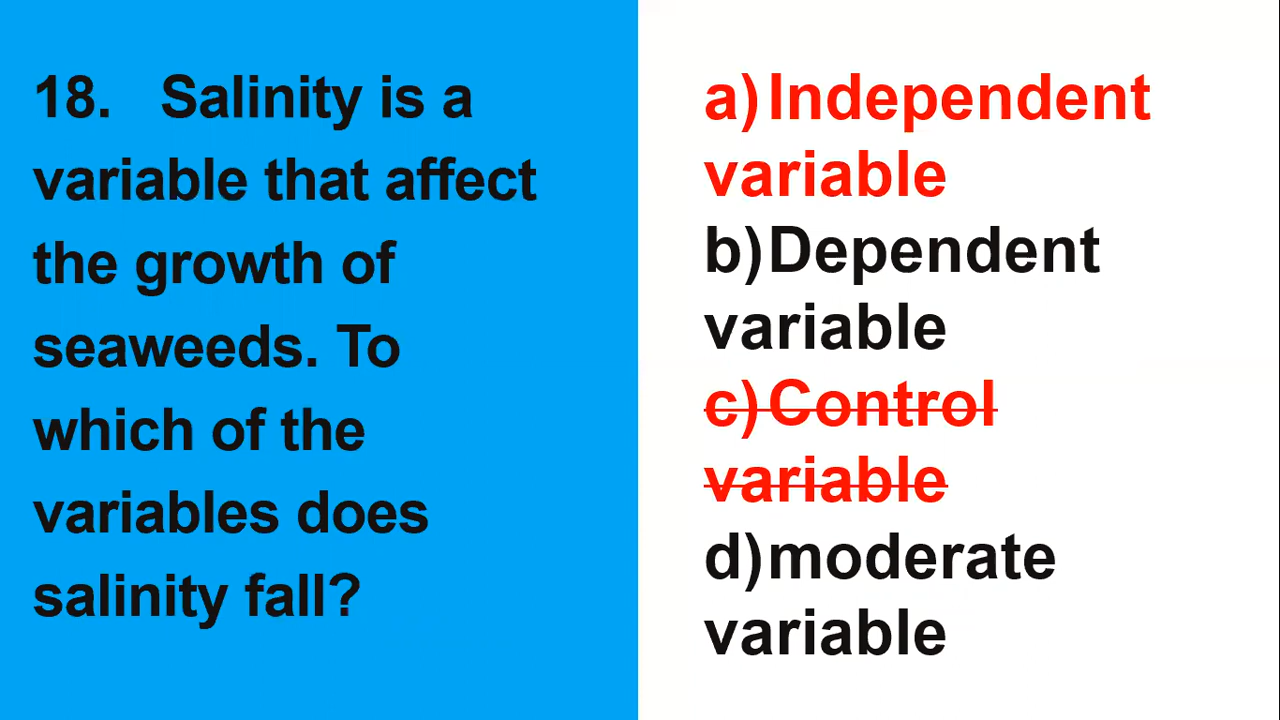 18. Salinity is a
variable that affect
the growth of
seaweeds. To
which of the
variables does
salinity fall?
a)Independent
variable
b)Dependent
variable
c)Control
variable
d)moderate
variable